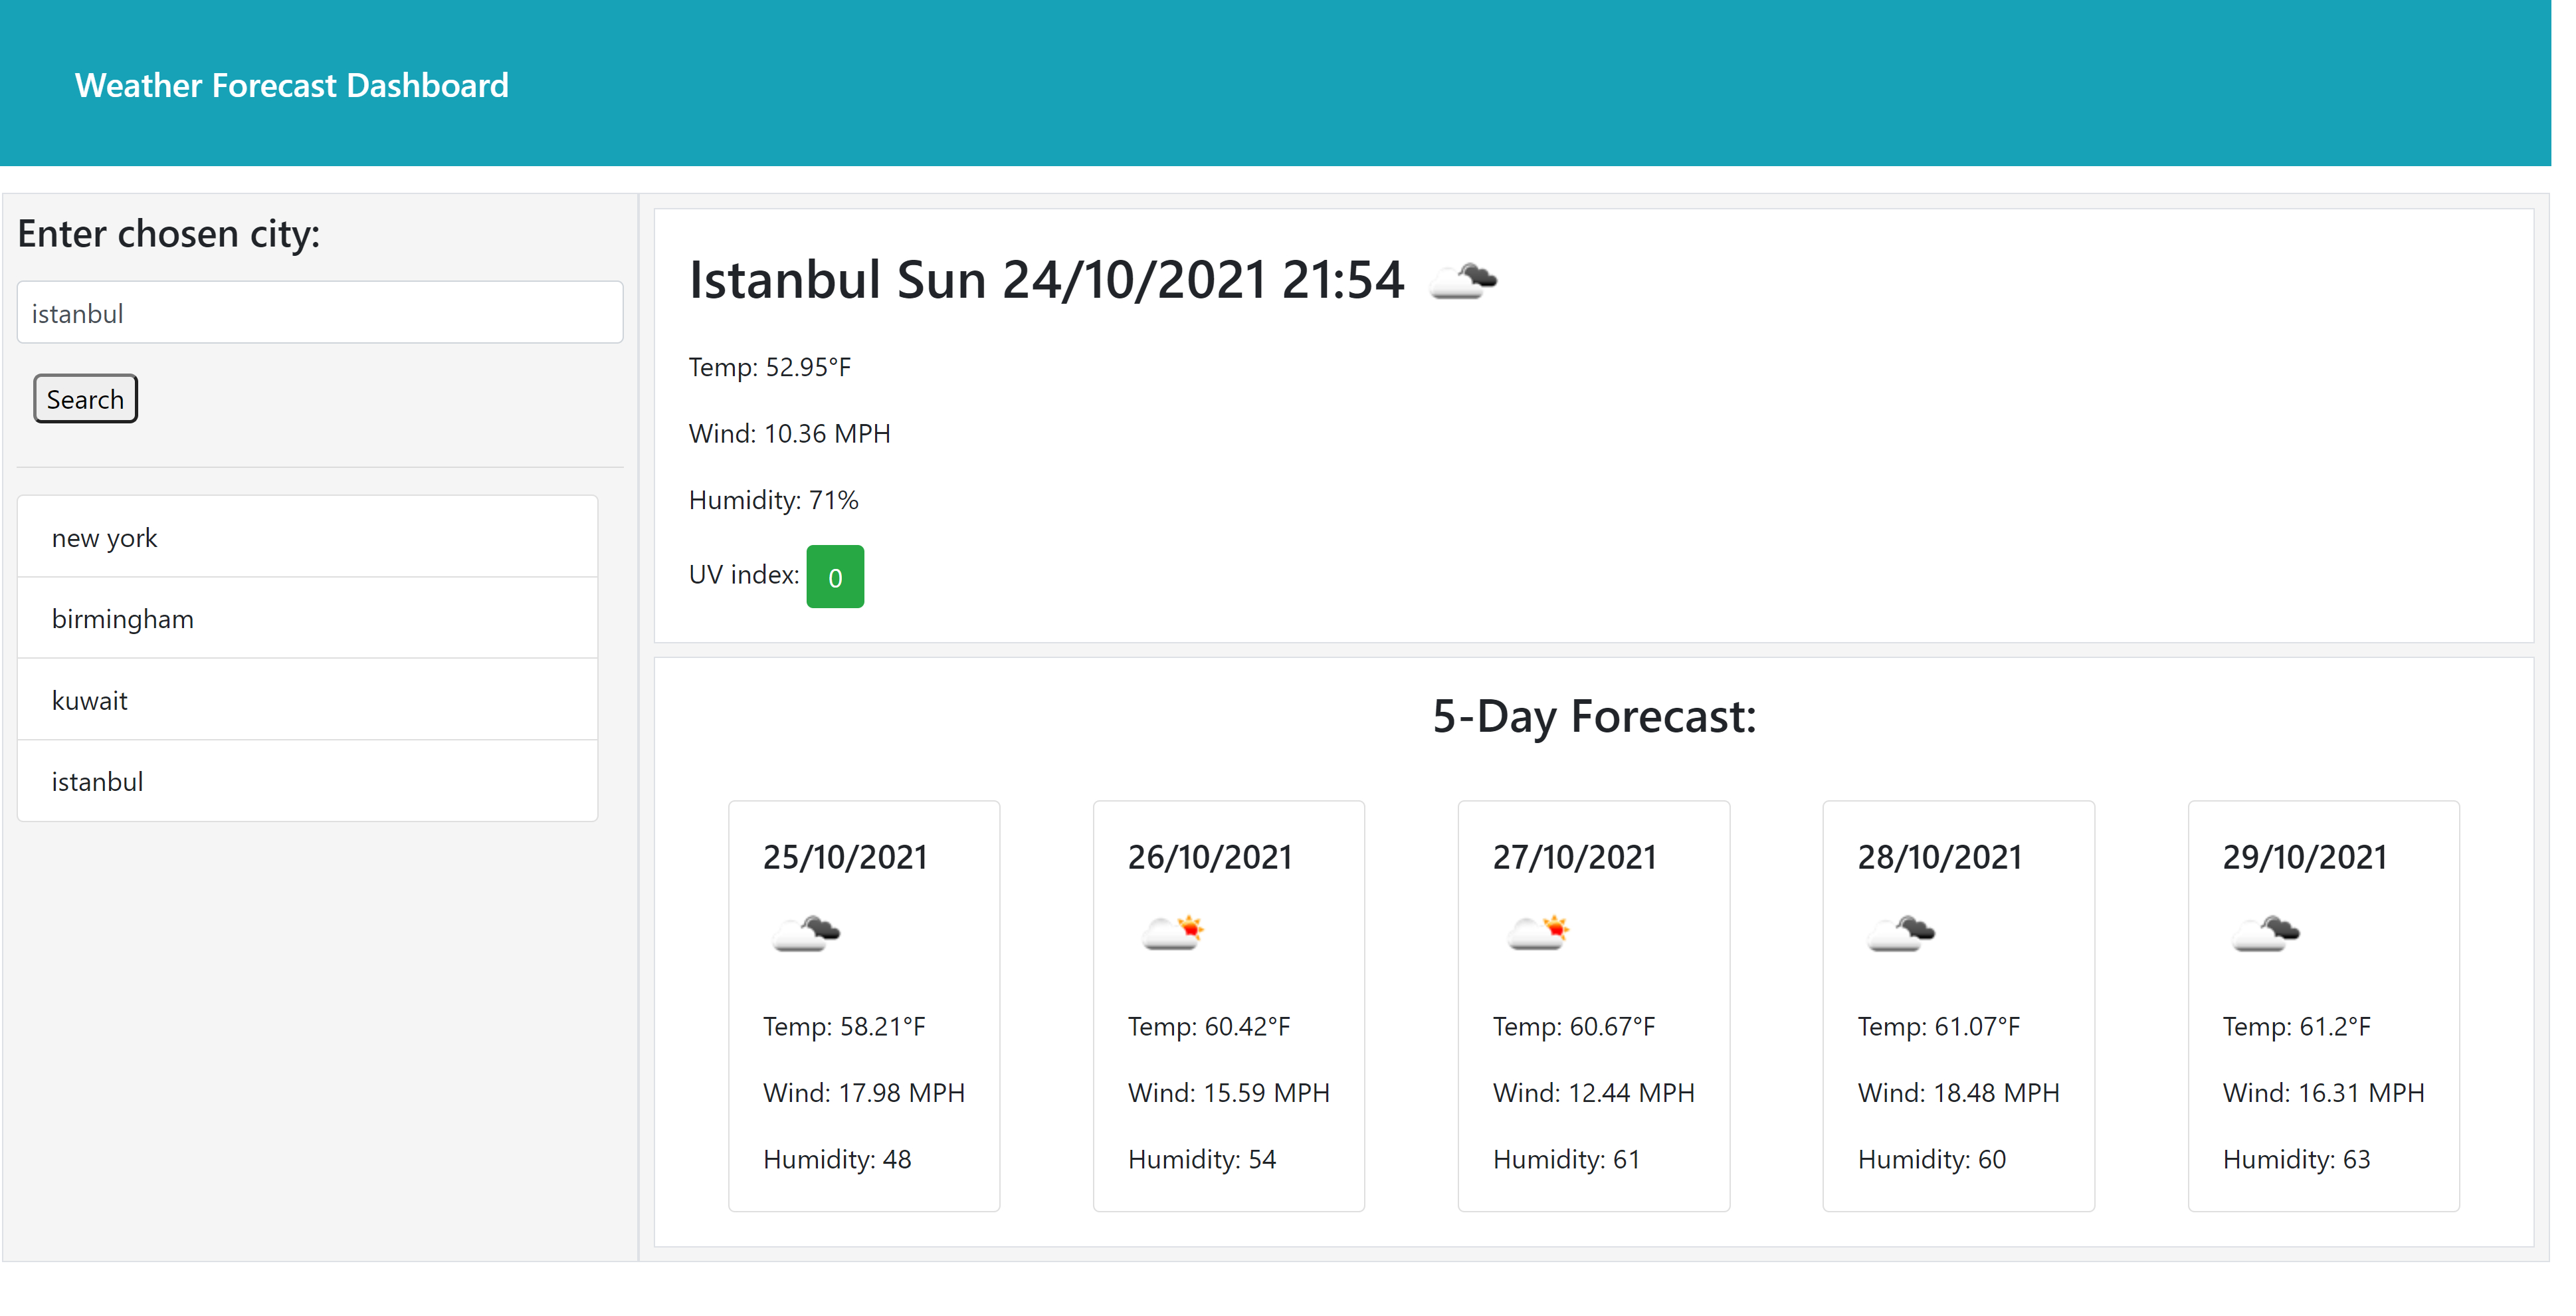 Weather Forecast Dashboard
Enter chosen city:
istanbul
Search
new york
birmingham
kuwait
istanbul
Istanbul Sun 24/10/2021 21:54
Temp: 52.95°F
Wind: 10.36 MPH
Humidity: 71%
UV index: 0
5-Day Forecast:
25/10/2021
Temp: 58.21°F
Wind: 17.98 MPH
Humidity: 48
26/10/2021
Temp: 60.42°F
Wind: 15.59 MPH
Humidity: 54
27/10/2021
Temp: 60.67°F
Wind: 12.44 MPH
Humidity: 61
28/10/2021
Temp: 61.07°F
Wind: 18.48 MPH
Humidity: 60
29/10/2021
Temp: 61.2°F
Wind: 16.31 MPH
Humidity: 63